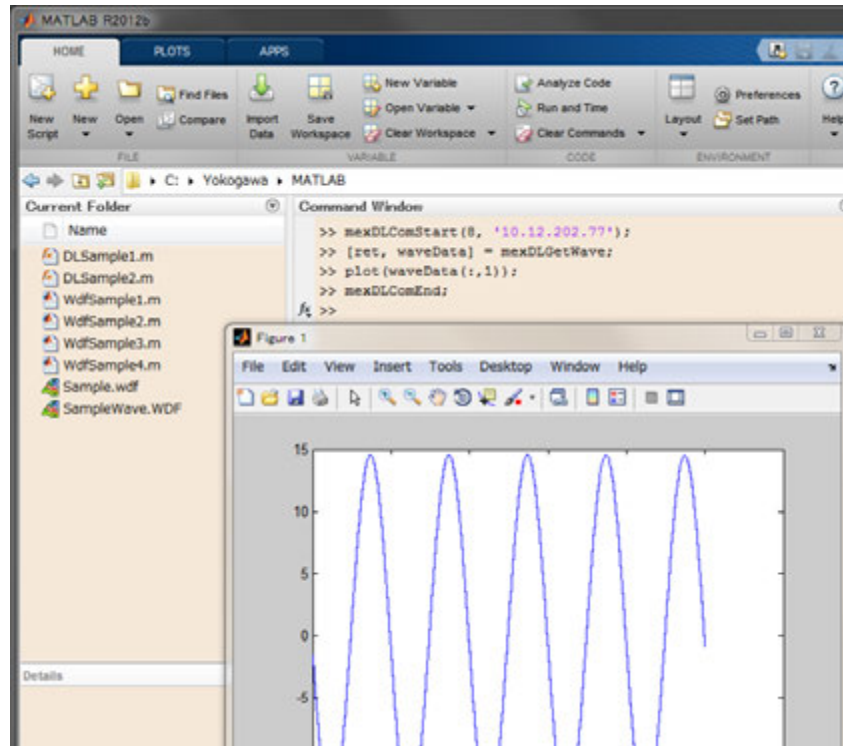 MATLAB R2012b
HOME PLOTS APPS
New Script
New
Open
Find Files
Compare
Import Data
Save Workspace
New Variable
Open Variable
Clear Workspace
Analyze Code
Run and Time
Clear Commands
Layout
Preferences
Set Path
Help
FILE VARIABLE CODE ENVIRONMENT
C: Yokogawa MATLAB
Current Folder
Name
DLSample1.m
DLSample2.m
WdfSample1.m
WdfSample2.m
WdfSample3.m
WdfSample4.m
Sample.wdf
SampleWave.WDF
Details
Command Window
>> mexDLComStart(8, '10.12.202.77');
>> [ret, waveData] = mexDLGetWave;
>> plot(waveData(:,1));
>> mexDLComEnd;
fx >>
Figure 1
File Edit View Insert Tools Desktop Window Help
15
10
5
0
-5